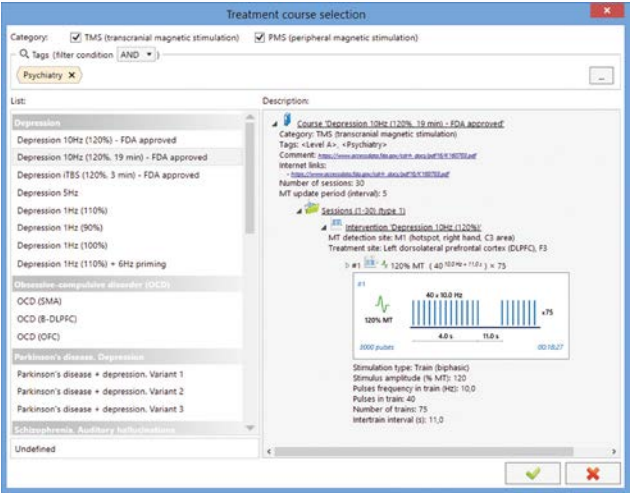 Treatment course selection
Category: TMS (transcranial magnetic stimulation) PMS (peripheral magnetic stimulation)
Tags (filter condition AND )
Psychiatry ×
...
List:
Depression
Depression 10Hz (120%) - FDA approved
Depression 10Hz (120%, 19 min) - FDA approved
Depression iTBS (120%, 3 min) - FDA approved
Depression 5Hz
Depression 1Hz (110%)
Depression 1Hz (90%)
Depression 1Hz (100%)
Depression 1Hz (110%) + 6Hz priming
Obsessive-compulsive disorder (OCD)
OCD (SMA)
OCD (B-DLPFC)
OCD (OFC)
Parkinson's disease. Depression
Parkinson's disease + depression. Variant 1
Parkinson's disease + depression. Variant 2
Parkinson's disease + depression. Variant 3
Schizophrenia. Auditory hallucinations
Undefined
Description:
Course 'Depression 10Hz (120%, 19 min) - FDA approved'
Category: TMS (transcranial magnetic stimulation)
Tags: <Level A>, <Psychiatry>
Comment:
Internet links:
Number of sessions: 30
MT update period (interval): 5
Sessions (1-30) (type 1)
Intervention 'Depression 10Hz (120%)'
MT detection site: M1 (hotspot, right hand, C3 area)
Treatment site: Left dorsolateral prefrontal cortex (DLPFC), F3
#1 120% MT ( 40 10.0 Hz + 11.0 s ) × 75
#1
40 x 10.0 Hz
120% MT
x75
4.0 s 11.0 s
3000 pulses 00:18:27
Stimulation type: Train (biphasic)
Stimulus amplitude (% MT): 120
Pulses frequency in train (Hz): 10,0
Pulses in train: 40
Number of trains: 75
Intertrain interval (s): 11,0